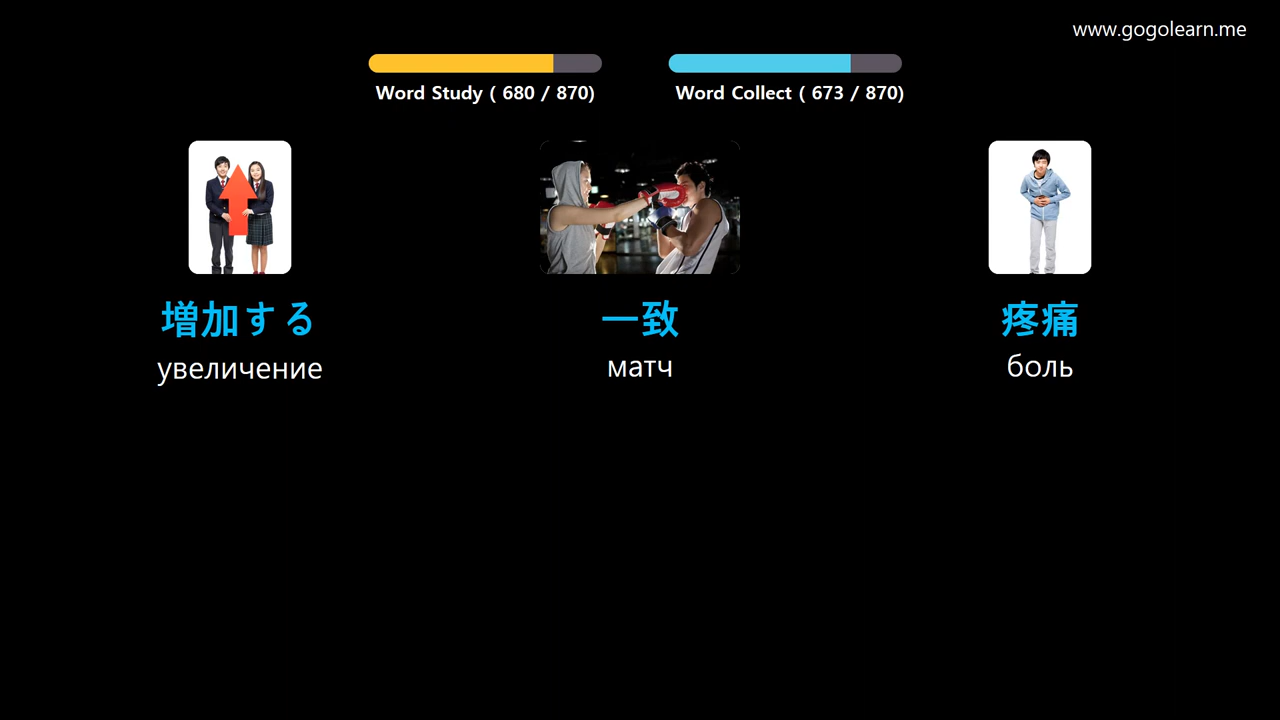 www.gogolearn.me
Word Study ( 680 / 870)
Word Collect ( 673 / 870)
増加する
一致
疼痛
увеличение
матч
боль